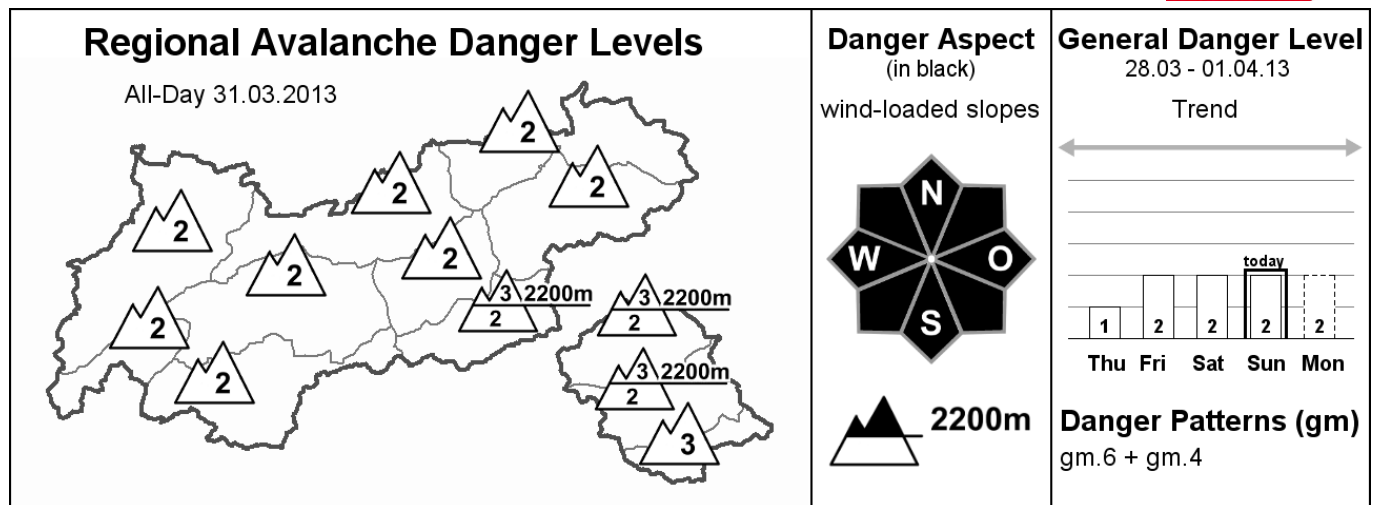 Regional Avalanche Danger Levels
All-Day 31.03.2013
2
2
2
2
2
2
3 2200m
2
3 2200m
2
2
2
3 2200m
2
3
Danger Aspect
(in black)
wind-loaded slopes
N
W
O
S
2200m
General Danger Level
28.03 - 01.04.13
Trend
today
1 2 2 2 2
Thu Fri Sat Sun Mon
Danger Patterns (gm)
gm.6 + gm.4